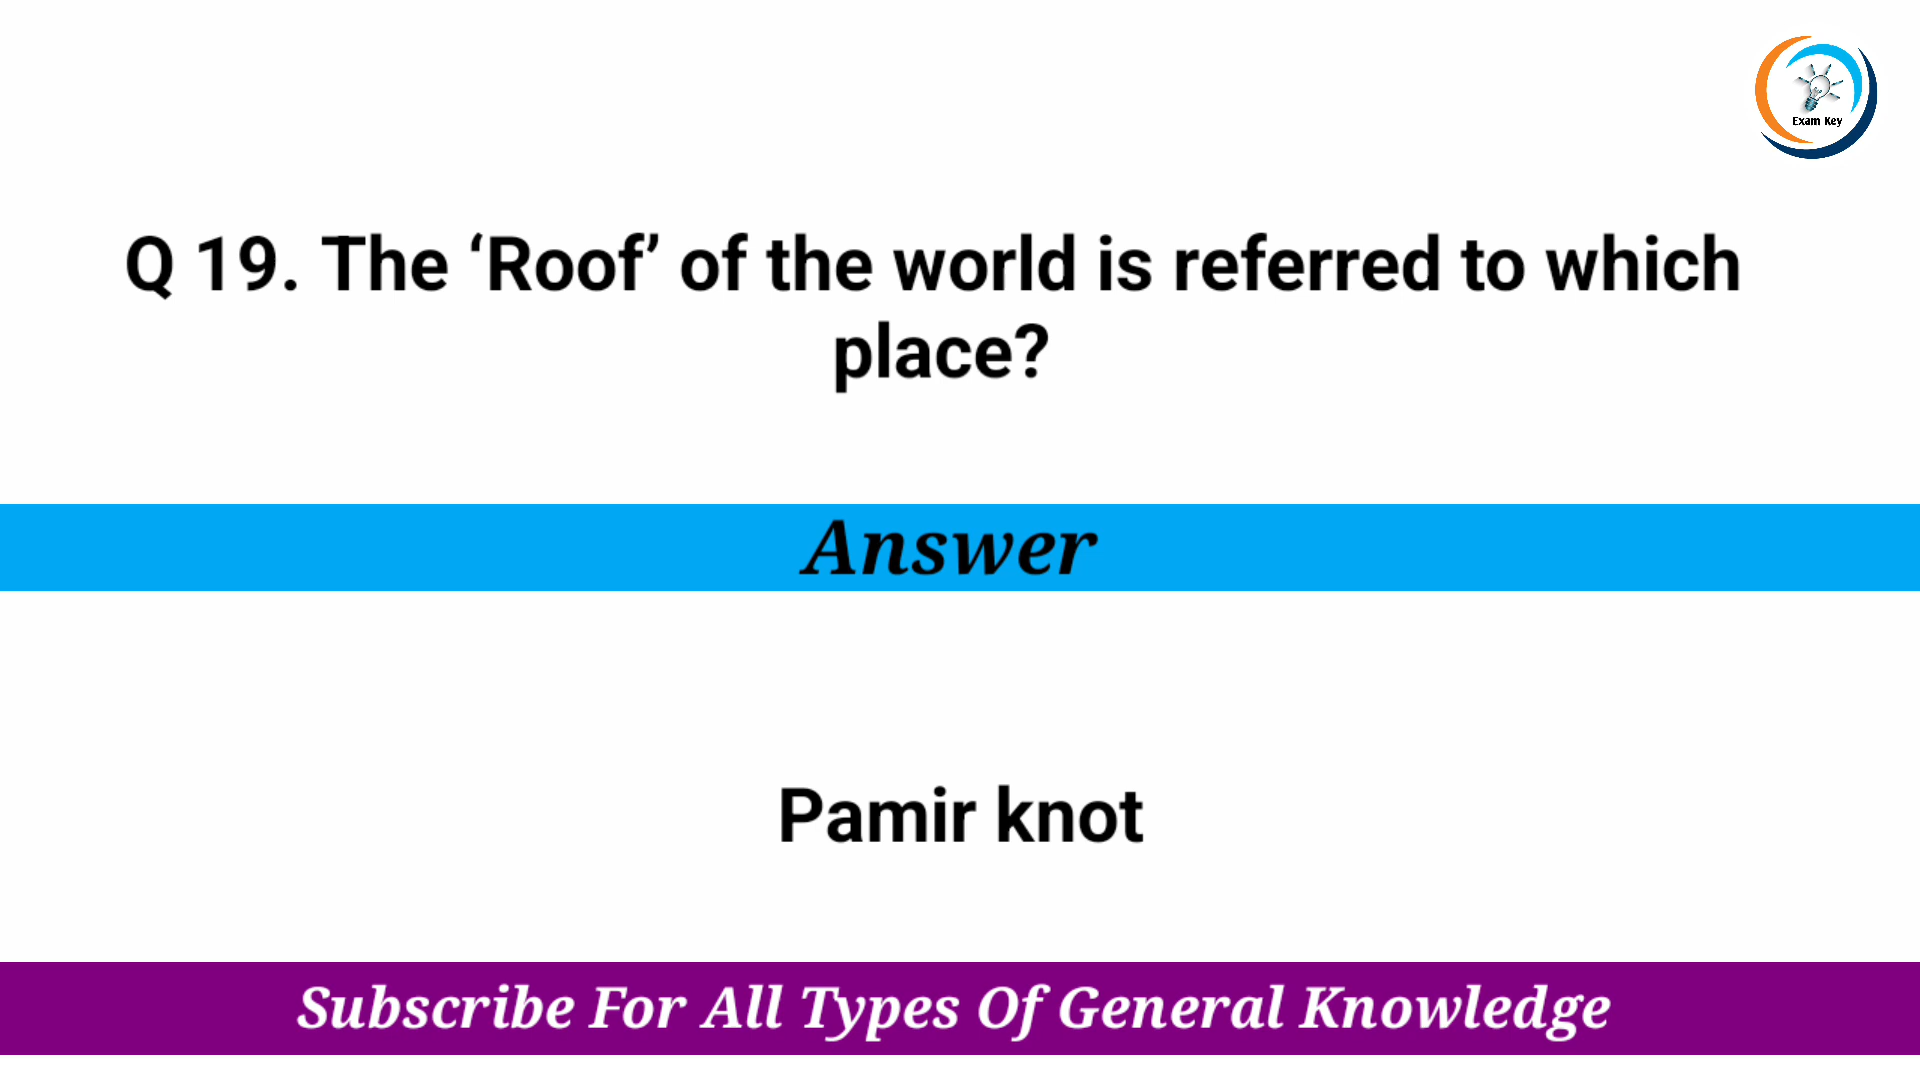 Exam Key
Q 19. The ‘Roof’ of the world is referred to which
place?
Answer
Pamir knot
Subscribe For All Types Of General Knowledge